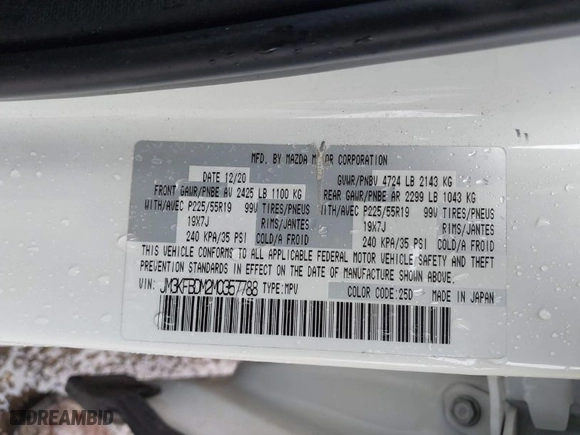 MFD. BY MAZDA MOTOR CORPORATION
DATE 12/20
GVWR/PNBV 4724 LB 2143 KG
FRONT GAWR/PNBE AV 2425 LB 1100 KG
REAR GAWR/PNBE AR 2299 LB 1043 KG
WITH/AVEC P225/55R19 99V TIRES/PNEUS
WITH/AVEC P225/55R19 99V TIRES/PNEUS
19X7J RIMS/JANTES
19X7J RIMS/JANTES
240 KPA/35 PSI COLD/A FROID
240 KPA/35 PSI COLD/A FROID
THIS VEHICLE CONFORMS TO ALL APPLICABLE FEDERAL MOTOR VEHICLE SAFETY AND THEFT
PREVENTION STANDARDS IN EFFECT ON THE DATE OF MANUFACTURE SHOWN ABOVE.
VIN: JM3KFBDM2M0357788 TYPE:MPV
COLOR CODE:25D
MADE IN JAPAN
DREAMBID